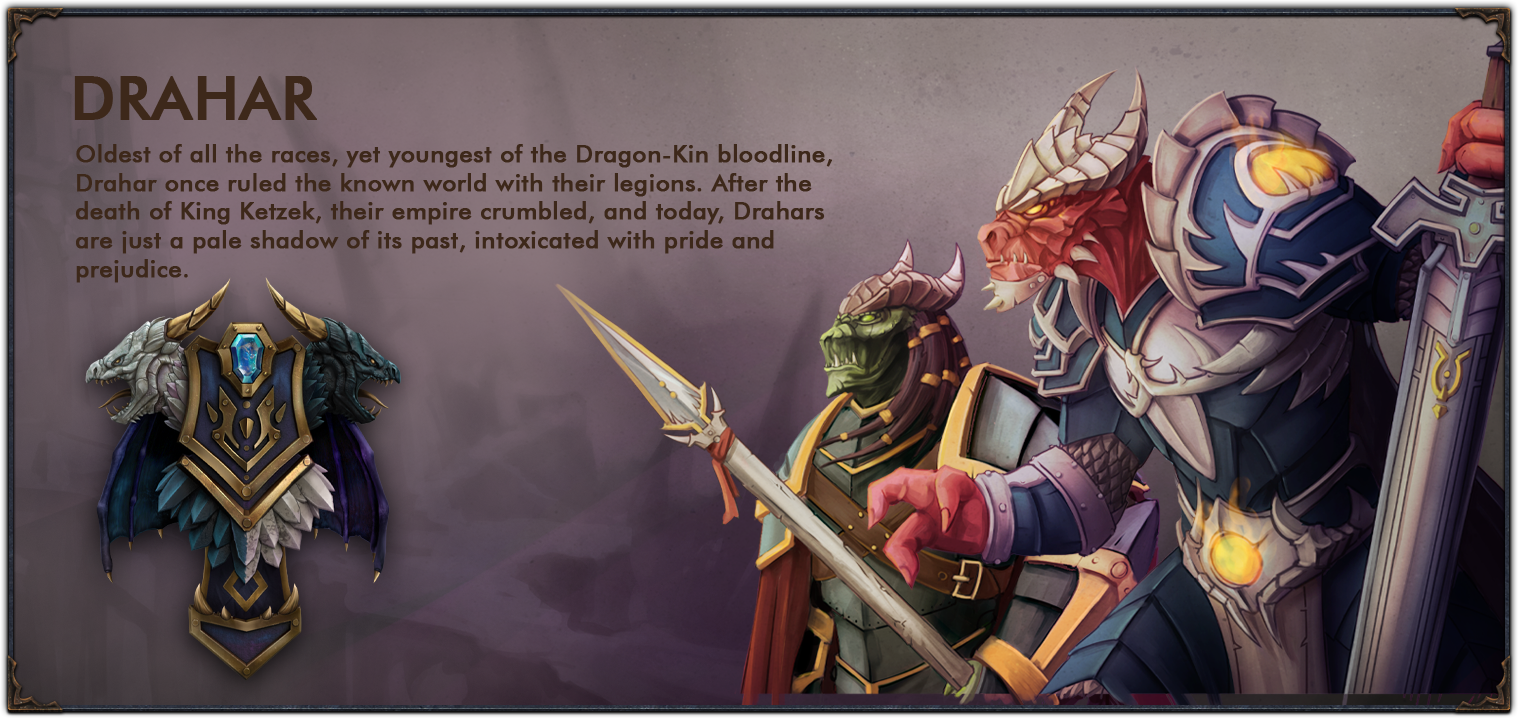 DRAHAR
Oldest of all the races, yet youngest of the Dragon-Kin bloodline,
Drahar once ruled the known world with their legions. After the
death of King Ketzek, their empire crumbled, and today, Drahars
are just a pale shadow of its past, intoxicated with pride and
prejudice.